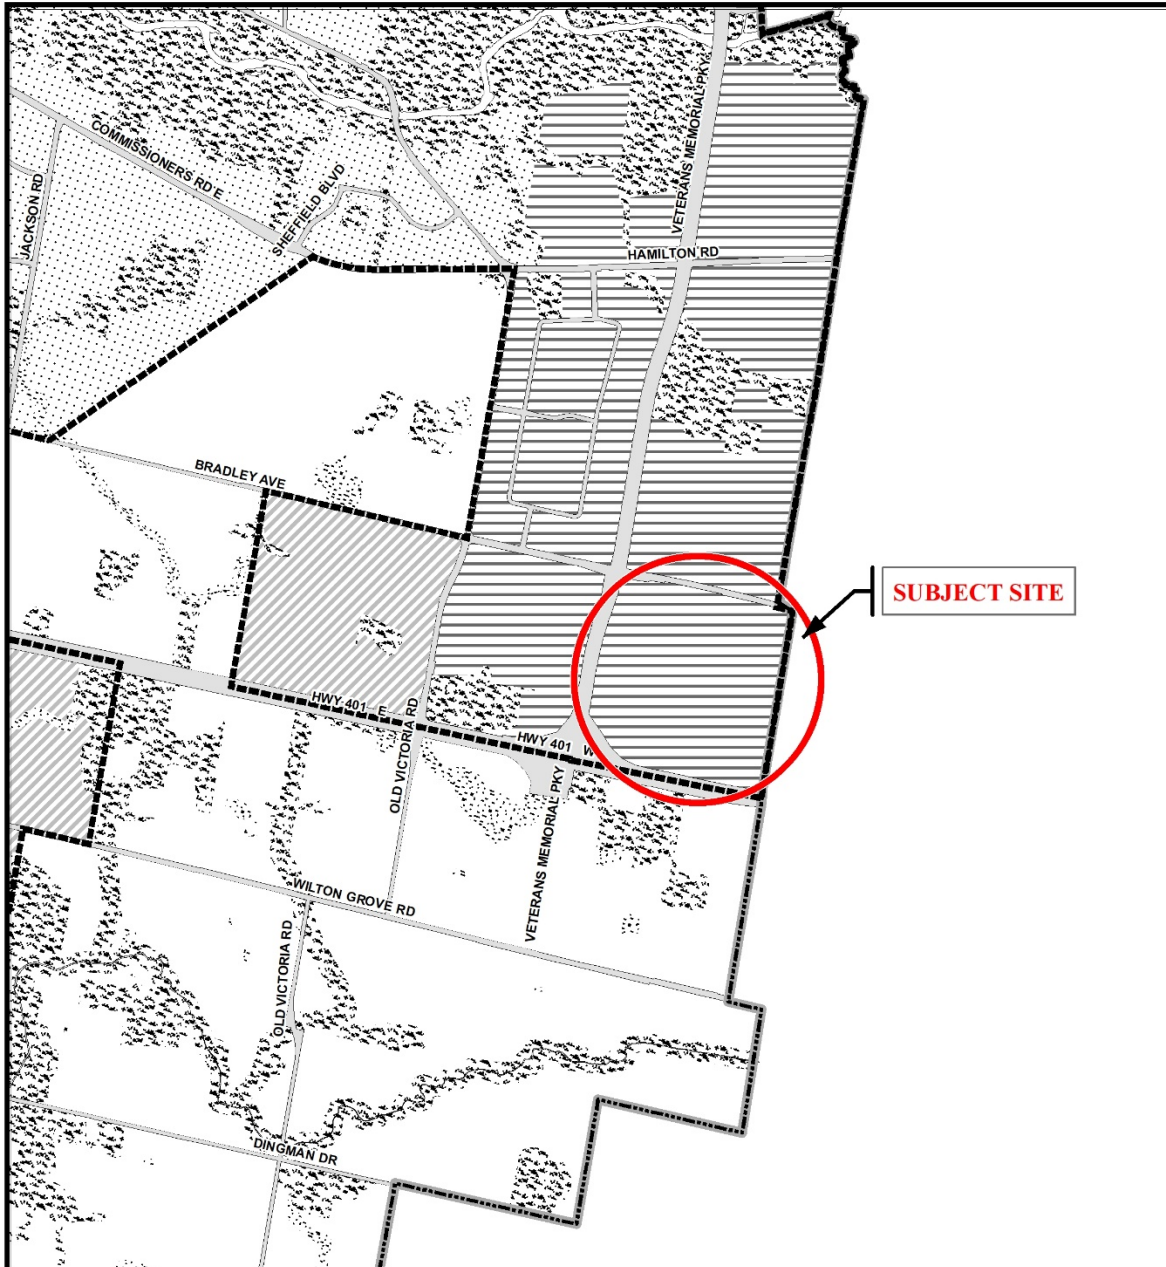 VETERANS MEMORIAL PKY
COMMISSIONERS RD E
JACKSON RD
SHEFFIELD BLVD
HAMILTON RD
BRADLEY AVE
SUBJECT SITE
HWY 401 E
OLD VICTORIA RD
HWY 401 W
VETERANS MEMORIAL PKY
WILTON GROVE RD
OLD VICTORIA RD
DINGMAN DR